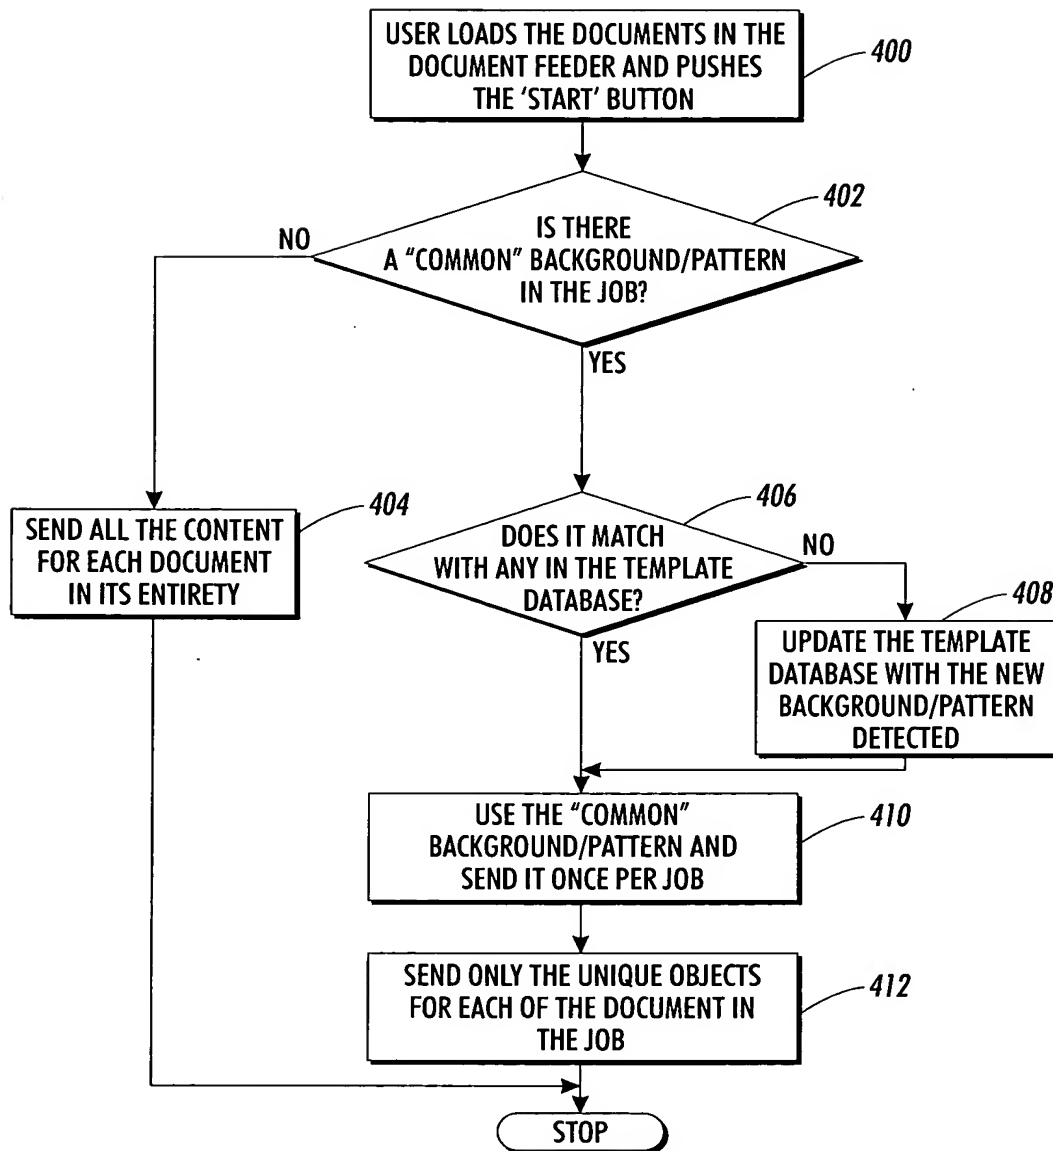 USER LOADS THE DOCUMENTS IN THE
DOCUMENT FEEDER AND PUSHES
THE 'START' BUTTON
400
402
IS THERE
A "COMMON" BACKGROUND/PATTERN
IN THE JOB?
NO
YES
404
SEND ALL THE CONTENT
FOR EACH DOCUMENT
IN ITS ENTIRETY
406
DOES IT MATCH
WITH ANY IN THE TEMPLATE
DATABASE?
NO
YES
408
UPDATE THE TEMPLATE
DATABASE WITH THE NEW
BACKGROUND/PATTERN
DETECTED
USE THE "COMMON"
BACKGROUND/PATTERN AND
SEND IT ONCE PER JOB
410
SEND ONLY THE UNIQUE OBJECTS
FOR EACH OF THE DOCUMENT IN
THE JOB
412
STOP